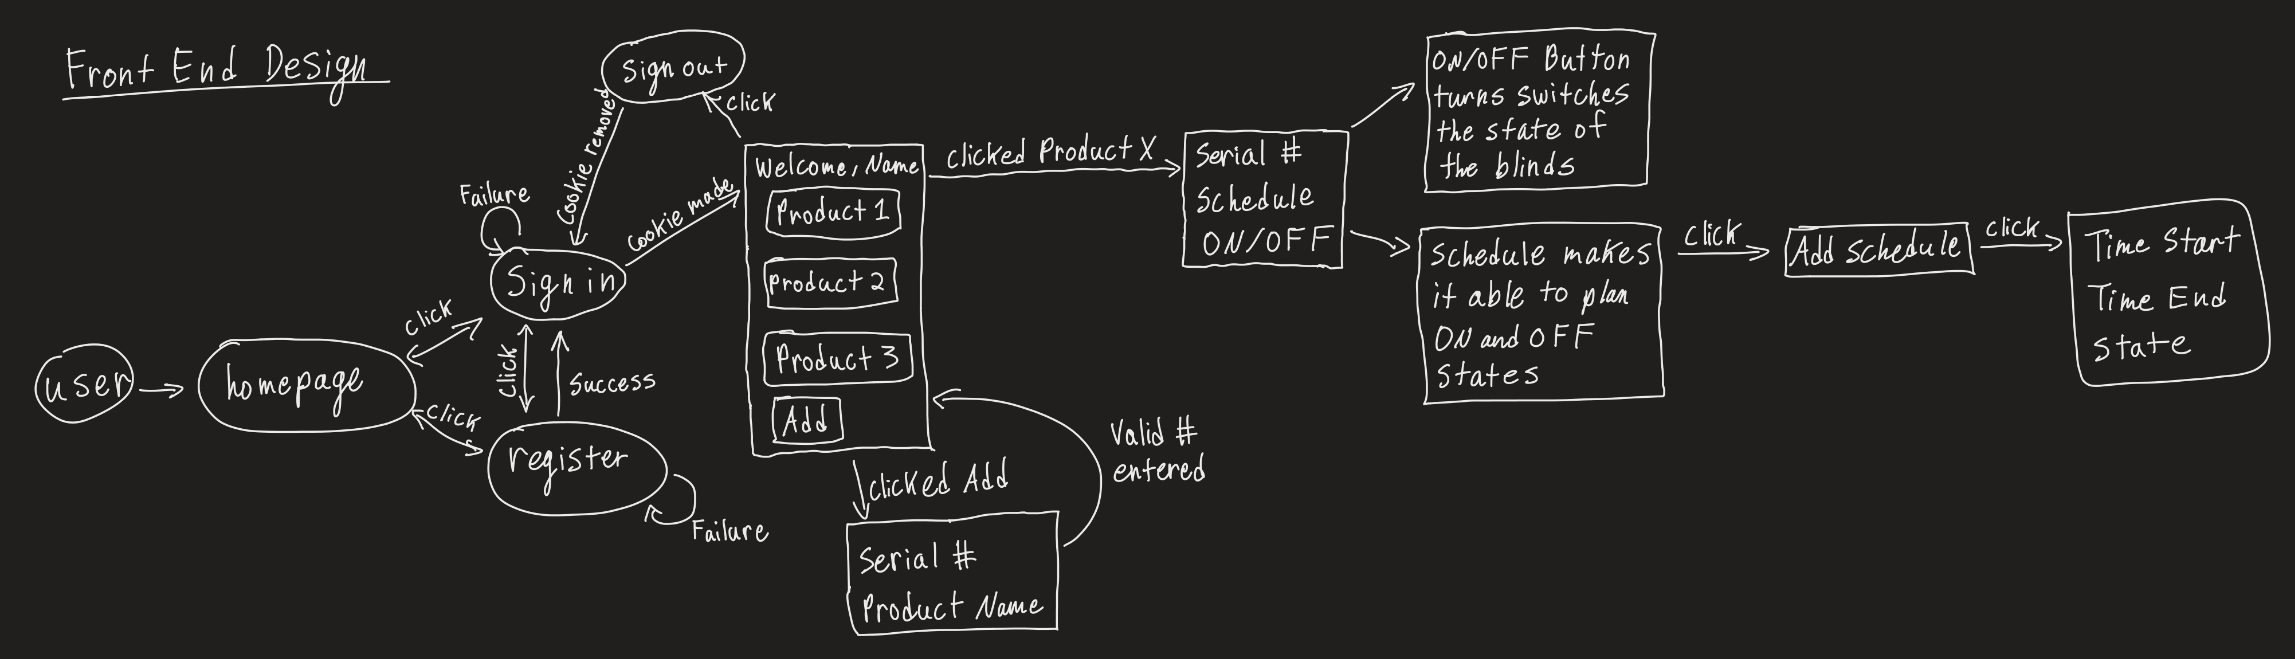 Front End Design
user
homepage
click
click
Failure
Sign in
click
Success
register
Failure
Sign out
Cookie removed
click
Cookie made
Welcome, Name
Product 1
Product 2
Product 3
Add
clicked Add
Serial #
Product Name
Valid #
entered
clicked Product X
Serial #
Schedule
ON/OFF
ON/OFF Button
turns switches
the state of
the blinds
Schedule makes
it able to plan
ON and OFF
States
click
Add schedule
click
Time Start
Time End
State